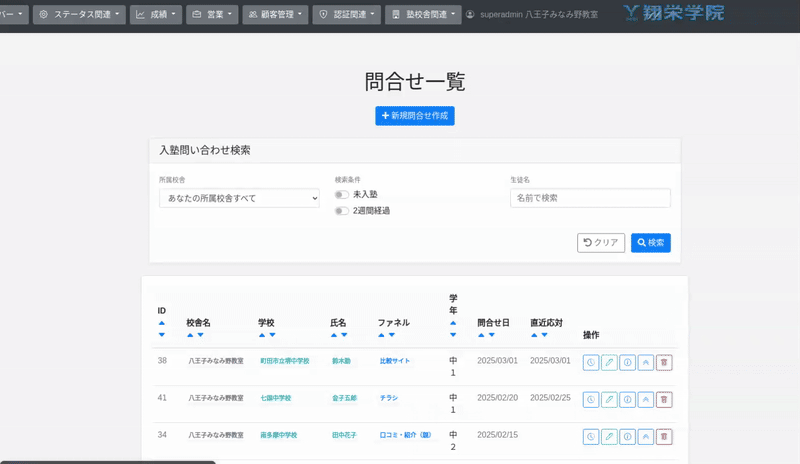 バー ステータス関連 成績 営業 顧客管理 認証関連 塾校舎関連 superadmin 八王子みなみ野教室 翔栄学院
問合せ一覧
新規問合せ作成
入塾問い合わせ検索
所属校舎 検索条件 生徒名
あなたの所属校舎すべて 未入塾 名前で検索
2週間経過
クリア 検索
ID 校舎名 学校 氏名 ファネル 学年 問合せ日 直近応対 操作
38 八王子みなみ野教室 町田市立堺中学校 鈴木勤 比較サイト 中1 2025/03/01 2025/03/01
41 八王子みなみ野教室 七國中学校 金子五郎 チラシ 中1 2025/02/20 2025/02/25
34 八王子みなみ野教室 南多摩中学校 田中花子 口コミ・紹介(親) 中2 2025/02/15